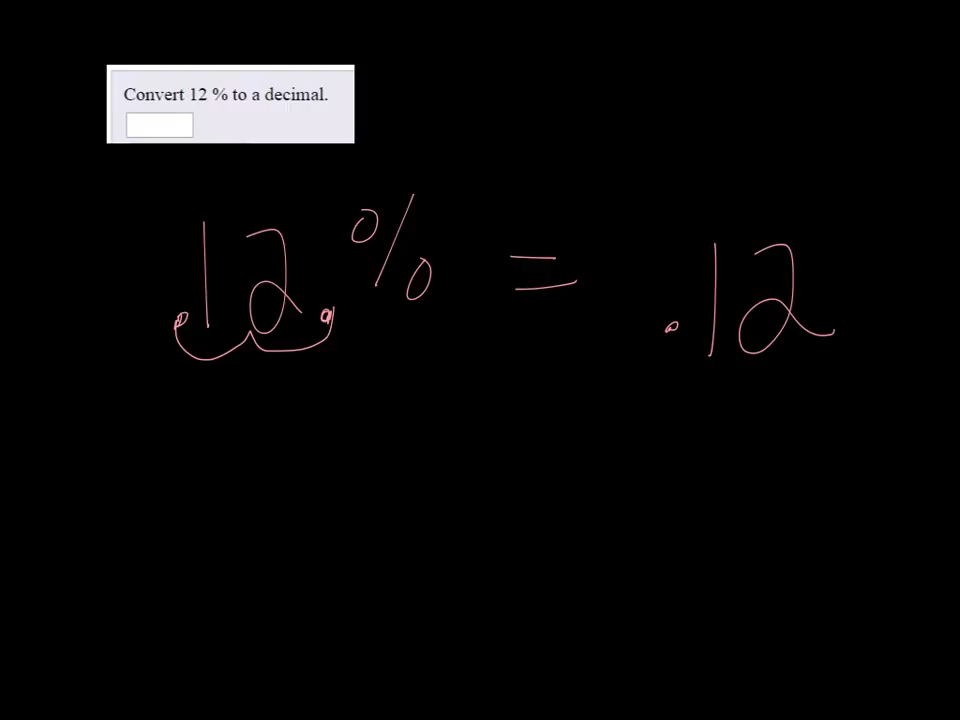 Convert 12 % to a decimal.
.12.% = .12